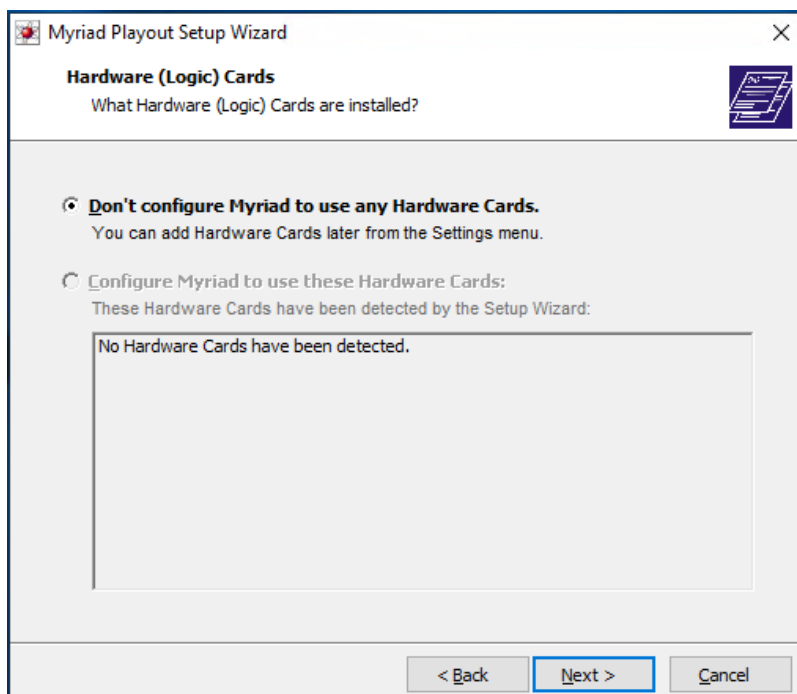 Myriad Playout Setup Wizard
Hardware (Logic) Cards
What Hardware (Logic) Cards are installed?
Don't configure Myriad to use any Hardware Cards.
You can add Hardware Cards later from the Settings menu.
Configure Myriad to use these Hardware Cards:
These Hardware Cards have been detected by the Setup Wizard:
No Hardware Cards have been detected.
< Back Next > Cancel